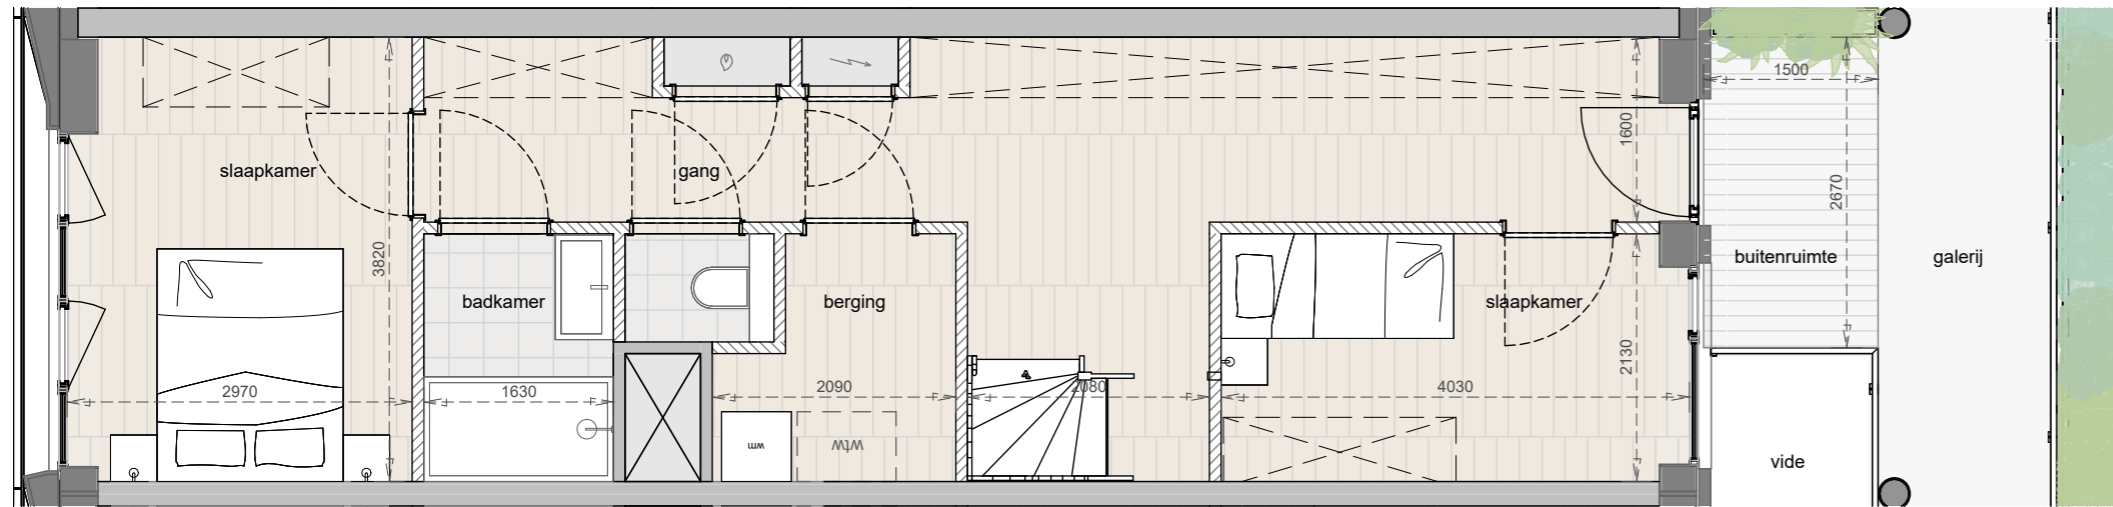 1500
1600
slaapkamer
gang
2670
3820
buitenruimte
galerij
badkamer
berging
slaapkamer
2130
2970
1630
2090
2080
4030
wm
wtw
vide